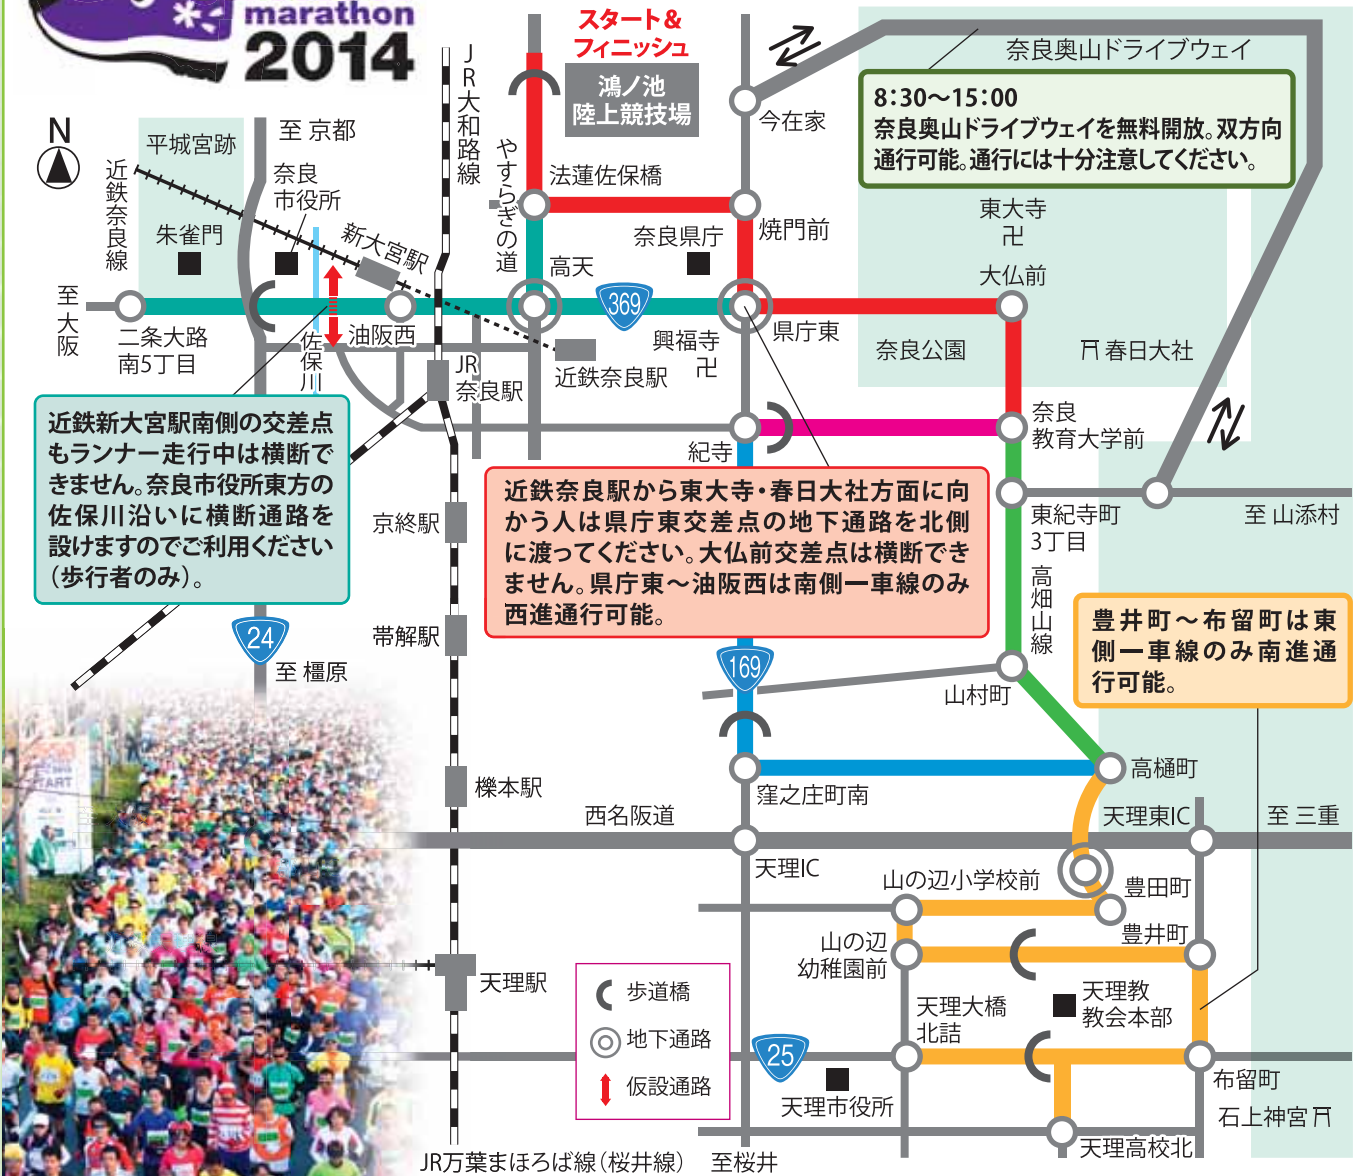 marathon
2014
スタート&
フィニッシュ
鴻ノ池
陸上競技場
JR大和路線
奈良奥山ドライブウェイ
8:30〜15:00
奈良奥山ドライブウェイを無料開放。双方向
通行可能。通行には十分注意してください。
今在家
N
平城宮跡
至 京都
奈良
市役所
近鉄奈良線
朱雀門
新大宮駅
やすらぎの道
法蓮佐保橋
奈良県庁
焼門前
東大寺
卍
大仏前
高天
369
至 大阪
二条大路
南5丁目
佐保川
油阪西
JR
奈良駅
近鉄奈良駅
興福寺
卍
県庁東
奈良公園
春日大社
近鉄新大宮駅南側の交差点
もランナー走行中は横断で
きません。奈良市役所東方の
佐保川沿いに横断通路を
設けますのでご利用ください
(歩行者のみ)。
紀寺
奈良
教育大学前
近鉄奈良駅から東大寺・春日大社方面に向
かう人は県庁東交差点の地下通路を北側
に渡ってください。大仏前交差点は横断でき
ません。県庁東〜油阪西は南側一車線のみ
西進通行可能。
京終駅
東紀寺町
3丁目
至 山添村
高畑山線
帯解駅
24
至 橿原
169
山村町
豊井町〜布留町は東
側一車線のみ南進通
行可能。
START
櫟本駅
窪之庄町南
高樋町
西名阪道
天理IC
天理東IC
至 三重
山の辺小学校前
豊田町
山の辺
幼稚園前
豊井町
天理駅
歩道橋
地下通路
仮設通路
天理大橋
北詰
天理教
教会本部
25
天理市役所
布留町
石上神宮
天理高校北
JR万葉まほろば線(桜井線)
至桜井